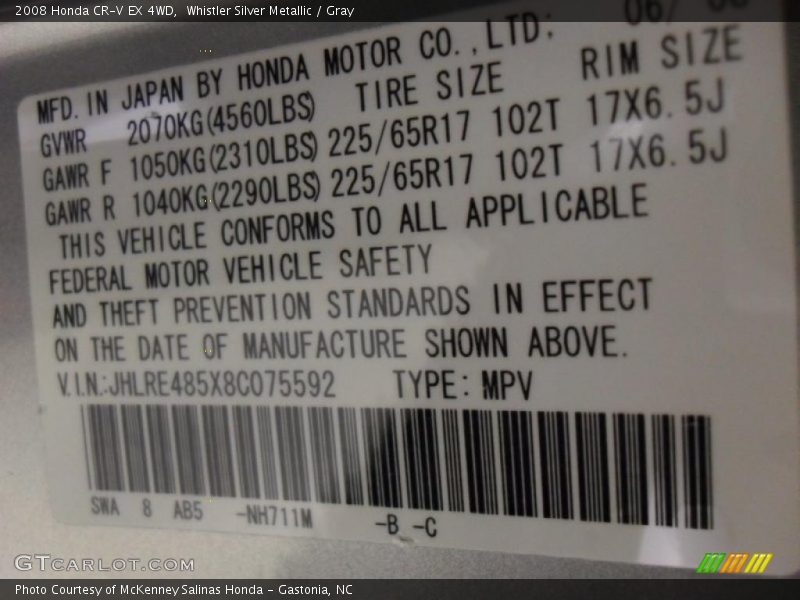 2008 Honda CR-V EX 4WD, Whistler Silver Metallic / Gray
MFD. IN JAPAN BY HONDA MOTOR CO.,LTD:
GVWR 2070KG(4560LBS) TIRE SIZE RIM SIZE
GAWR F 1050KG(2310LBS) 225/65R17 102T 17X6.5J
GAWR R 1040KG(2290LBS) 225/65R17 102T 17X6.5J
THIS VEHICLE CONFORMS TO ALL APPLICABLE
FEDERAL MOTOR VEHICLE SAFETY
AND THEFT PREVENTION STANDARDS IN EFFECT
ON THE DATE OF MANUFACTURE SHOWN ABOVE.
V.I.N.:JHLRE485X8C075592 TYPE: MPV
SWA 8 AB5 -NH711M -B -C
GTCARLOT.COM
Photo Courtesy of McKenney Salinas Honda - Gastonia, NC